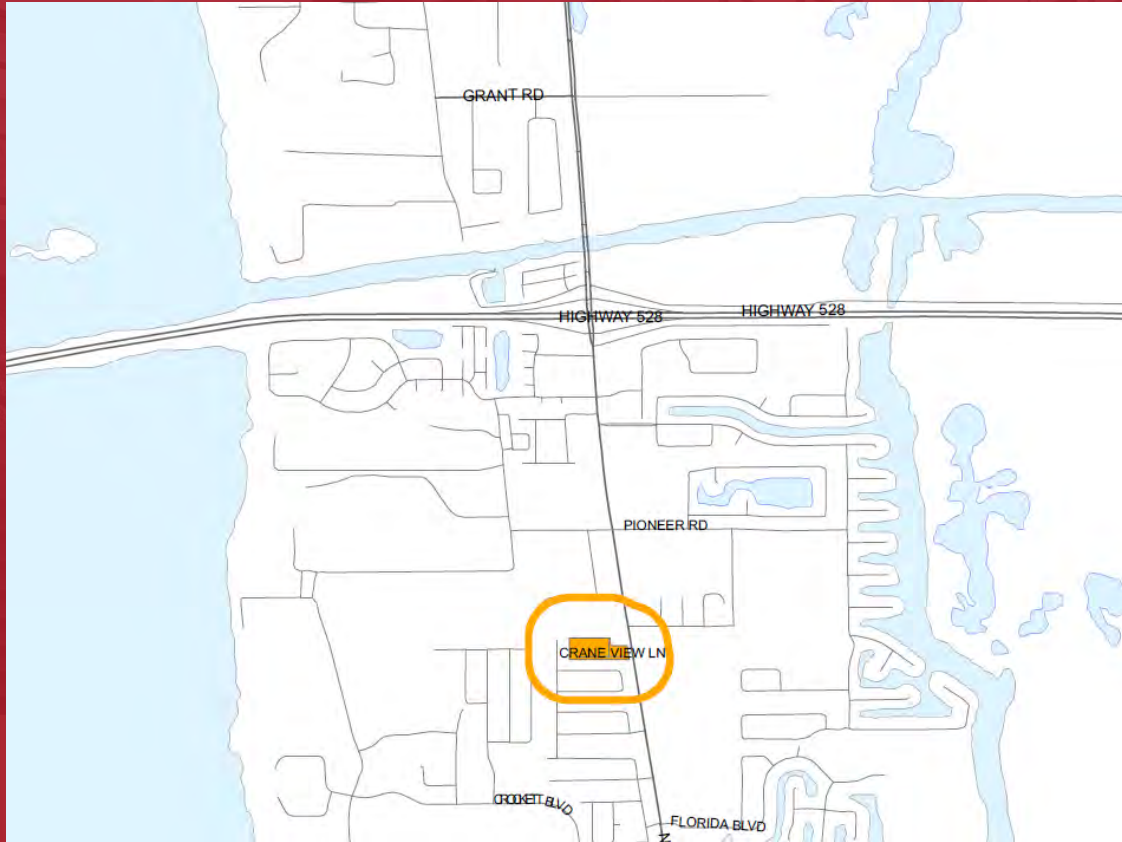 GRANT RD
HIGHWAY 528
HIGHWAY 528
PIONEER RD
CRANE VIEW LN
CROCKETT BLVD
FLORIDA BLVD
N